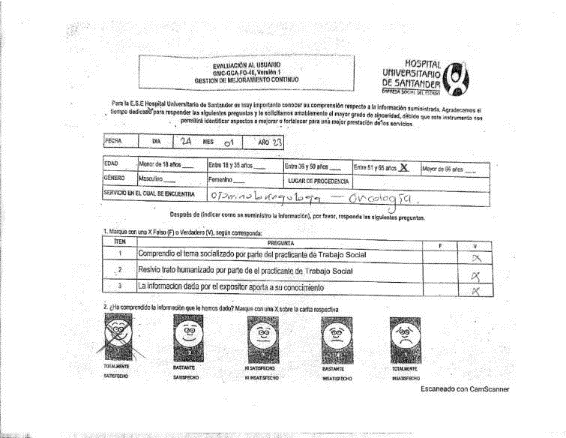 EVALUACIÓN AL USUARIO
GMC-GCA-FO-46, Versión 1
GESTION DE MEJORAMIENTO CONTINUO
HOSPITAL
UNIVERSITARIO
DE SANTANDER
EMPRESA SOCIAL DEL ESTADO
Para la E.S.E Hospital Universitario de Santander es muy importante conocer su comprensión respecto a la información suministrada. Agradecemos el
tiempo dedicado para responder las siguientes preguntas y le solicitamos amablemente el mayor grado de sinceridad, debido que este instrumento nos
permitirá identificar aspectos a mejorar o fortalecer para una mejor prestación de los servicios.
FECHA DIA 24 MES 01 AÑO 23
EDAD Menor de 18 años ___ Entre 18 y 35 años ___ Entre 36 y 50 años ___ Entre 51 y 65 años X Mayor de 66 años ___
GÉNERO Masculino ___ Femenino ___ LUGAR DE PROCEDENCIA
SERVICIO EN EL CUAL SE ENCUENTRA — Oncología.
Después de (indicar como se suministro la información), por favor, responda las siguientes preguntas.
1. Marque con una X Falso (F) o Verdadero (V), según corresponda:
ÍTEM PREGUNTA F V
1 Comprendio el tema socializado por parte del practicante de Trabajo Social X
2 Resivio trato humanizado por parte de el practicante de Trabajo Social X
3 La informacion dada por el expositor aporta a su conocimiento X
2. ¿Ha comprendido la información que le hemos dado? Marque con una X sobre la carita respectiva
TOTALMENTE BASTANTE NI SATISFECHO BASTANTE TOTALMENTE
SATISFECHO SATISFECHO NI INSATISFECHO INSATISFECHO INSATISFECHO
Escaneado con CamScanner